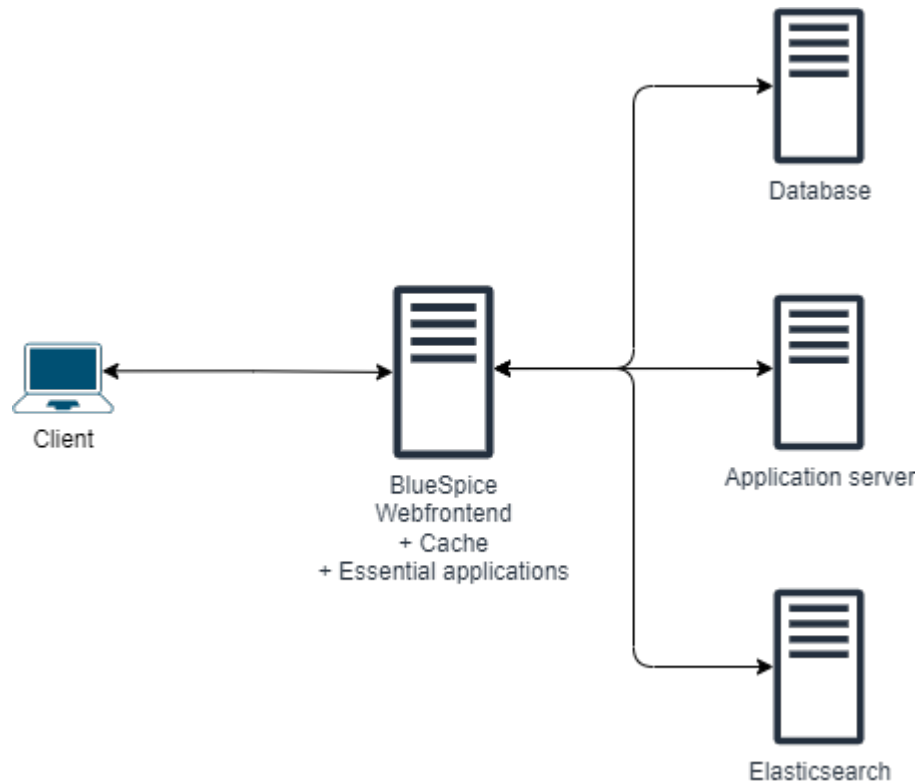 Database
Client
BlueSpice
Webfrontend
+ Cache
+ Essential applications
Application server
Elasticsearch